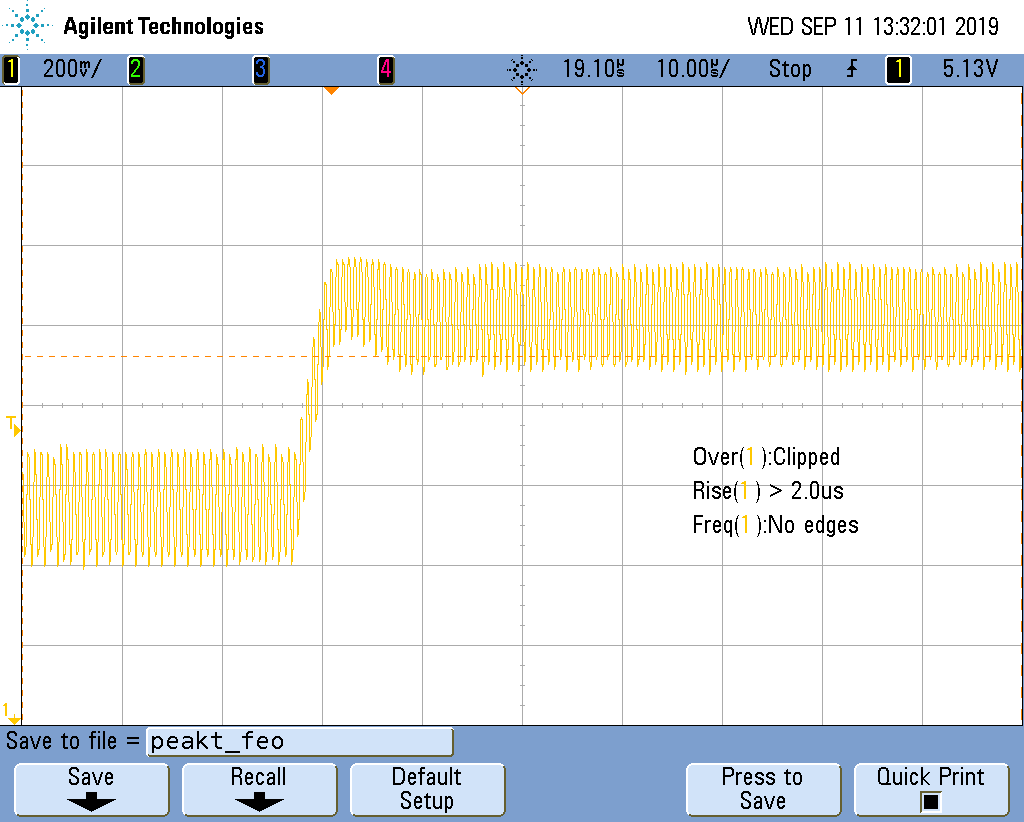 Agilent Technologies WED SEP 11 13:32:01 2019
1 200mV/ 2 3 4 19.10µs 10.00µs/ Stop 1 5.13V
T
Over(1):Clipped
Rise(1) > 2.0us
Freq(1):No edges
1
Save to file = peakt_feo
Save Recall Default Setup Press to Save Quick Print